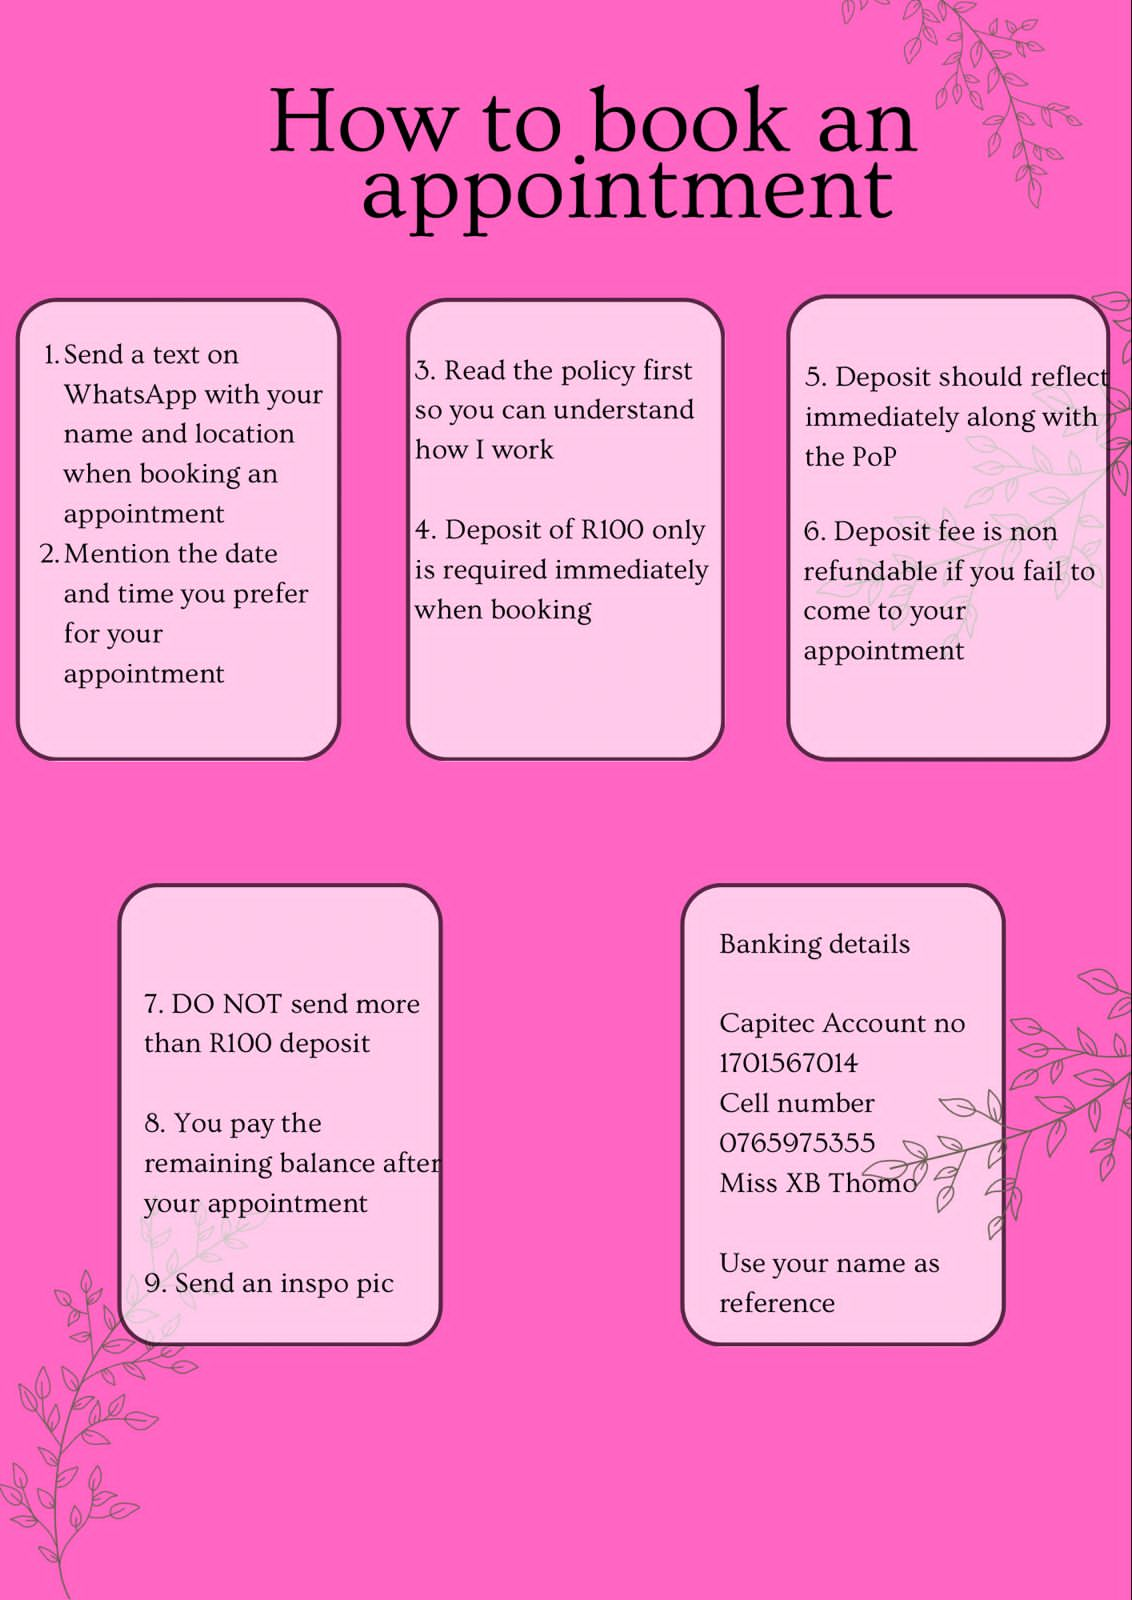 How to book an
appointment
1. Send a text on
WhatsApp with your
name and location
when booking an
appointment
2. Mention the date
and time you prefer
for your
appointment
3. Read the policy first
so you can understand
how I work
4. Deposit of R100 only
is required immediately
when booking
5. Deposit should reflect
immediately along with
the PoP
6. Deposit fee is non
refundable if you fail to
come to your
appointment
7. DO NOT send more
than R100 deposit
8. You pay the
remaining balance after
your appointment
9. Send an inspo pic
Banking details
Capitec Account no
1701567014
Cell number
0765975355
Miss XB Thomo
Use your name as
reference